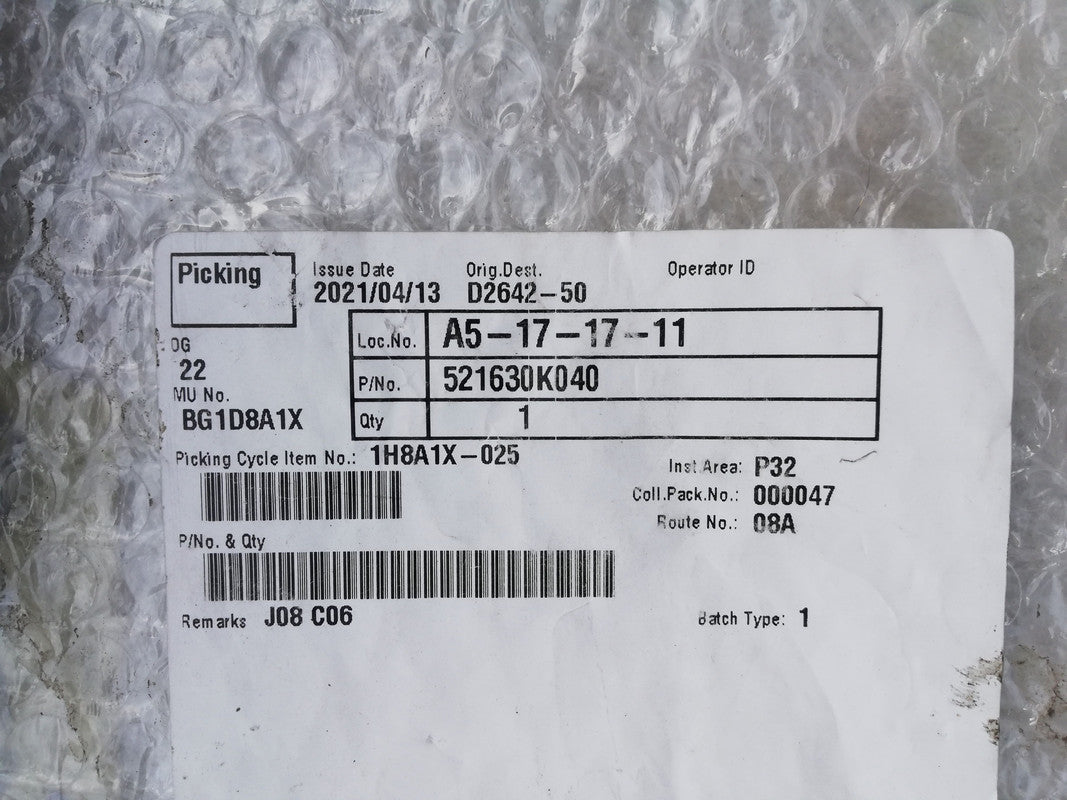 Picking
Issue Date Orig.Dest. Operator ID
2021/04/13 D2642-50
Loc.No. A5-17-17-11
OG
22
P/No. 521630K040
MU No.
BG1D8A1X
Qty 1
Picking Cycle Item No.: 1H8A1X-025
Inst.Area: P32
Coll.Pack.No.: 000047
Route No.: 08A
P/No. & Qty
Remarks J08 C06
Batch Type: 1